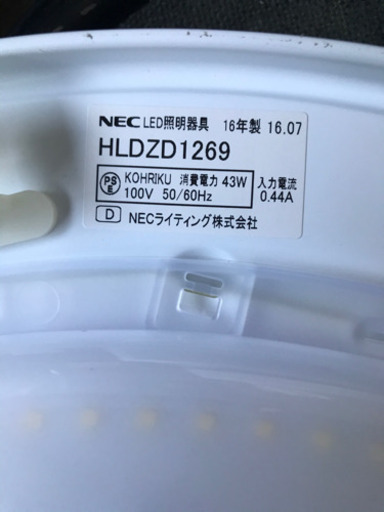 NEC LED照明器具 16年製 16.07
HLDZD1269
PSE KOHRIKU 消費電力 43W 入力電流
100V 50/60Hz 0.44A
D NECライティング株式会社